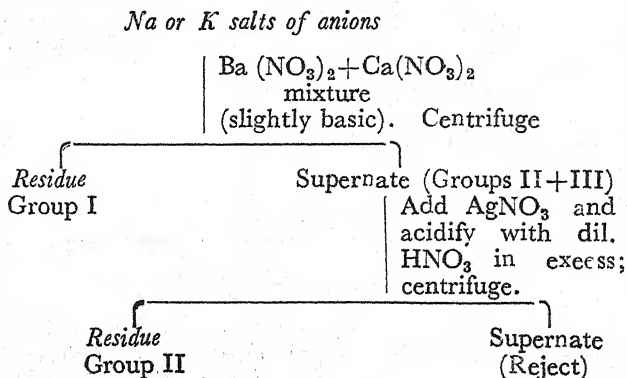 Na or K salts of anions
Ba (NO₃)₂+Ca(NO₃)₂
mixture
(slightly basic). Centrifuge
Residue
Group I
Supernate (Groups II+III)
Add AgNO₃ and
acidify with dil.
HNO₃ in exeess;
centrifuge.
Residue
Group II
Supernate
(Reject)